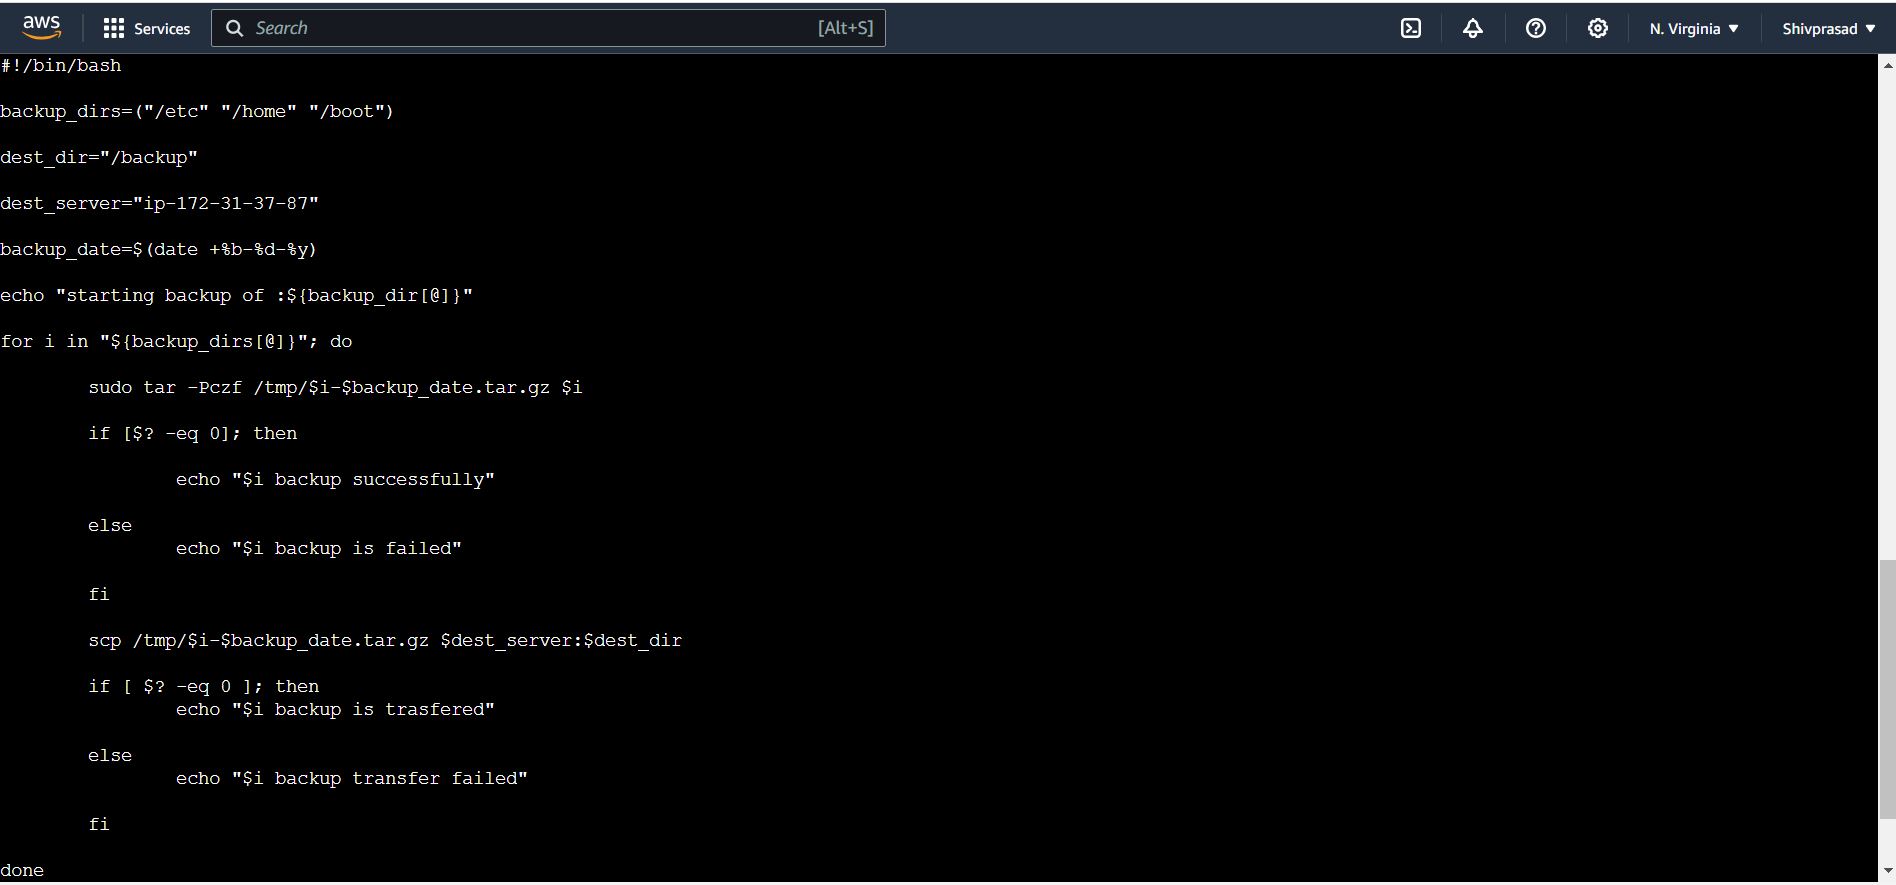 aws
Services
Search [Alt+S]
N. Virginia
Shivprasad
#!/bin/bash
backup_dirs=("/etc" "/home" "/boot")
dest_dir="/backup"
dest_server="ip-172-31-37-87"
backup_date=$(date +%b-%d-%y)
echo "starting backup of :${backup_dir[@]}"
for i in "${backup_dirs[@]}"; do
sudo tar -Pczf /tmp/$i-$backup_date.tar.gz $i
if [$? -eq 0]; then
echo "$i backup successfully"
else
echo "$i backup is failed"
fi
scp /tmp/$i-$backup_date.tar.gz $dest_server:$dest_dir
if [ $? -eq 0 ]; then
echo "$i backup is trasfered"
else
echo "$i backup transfer failed"
fi
done